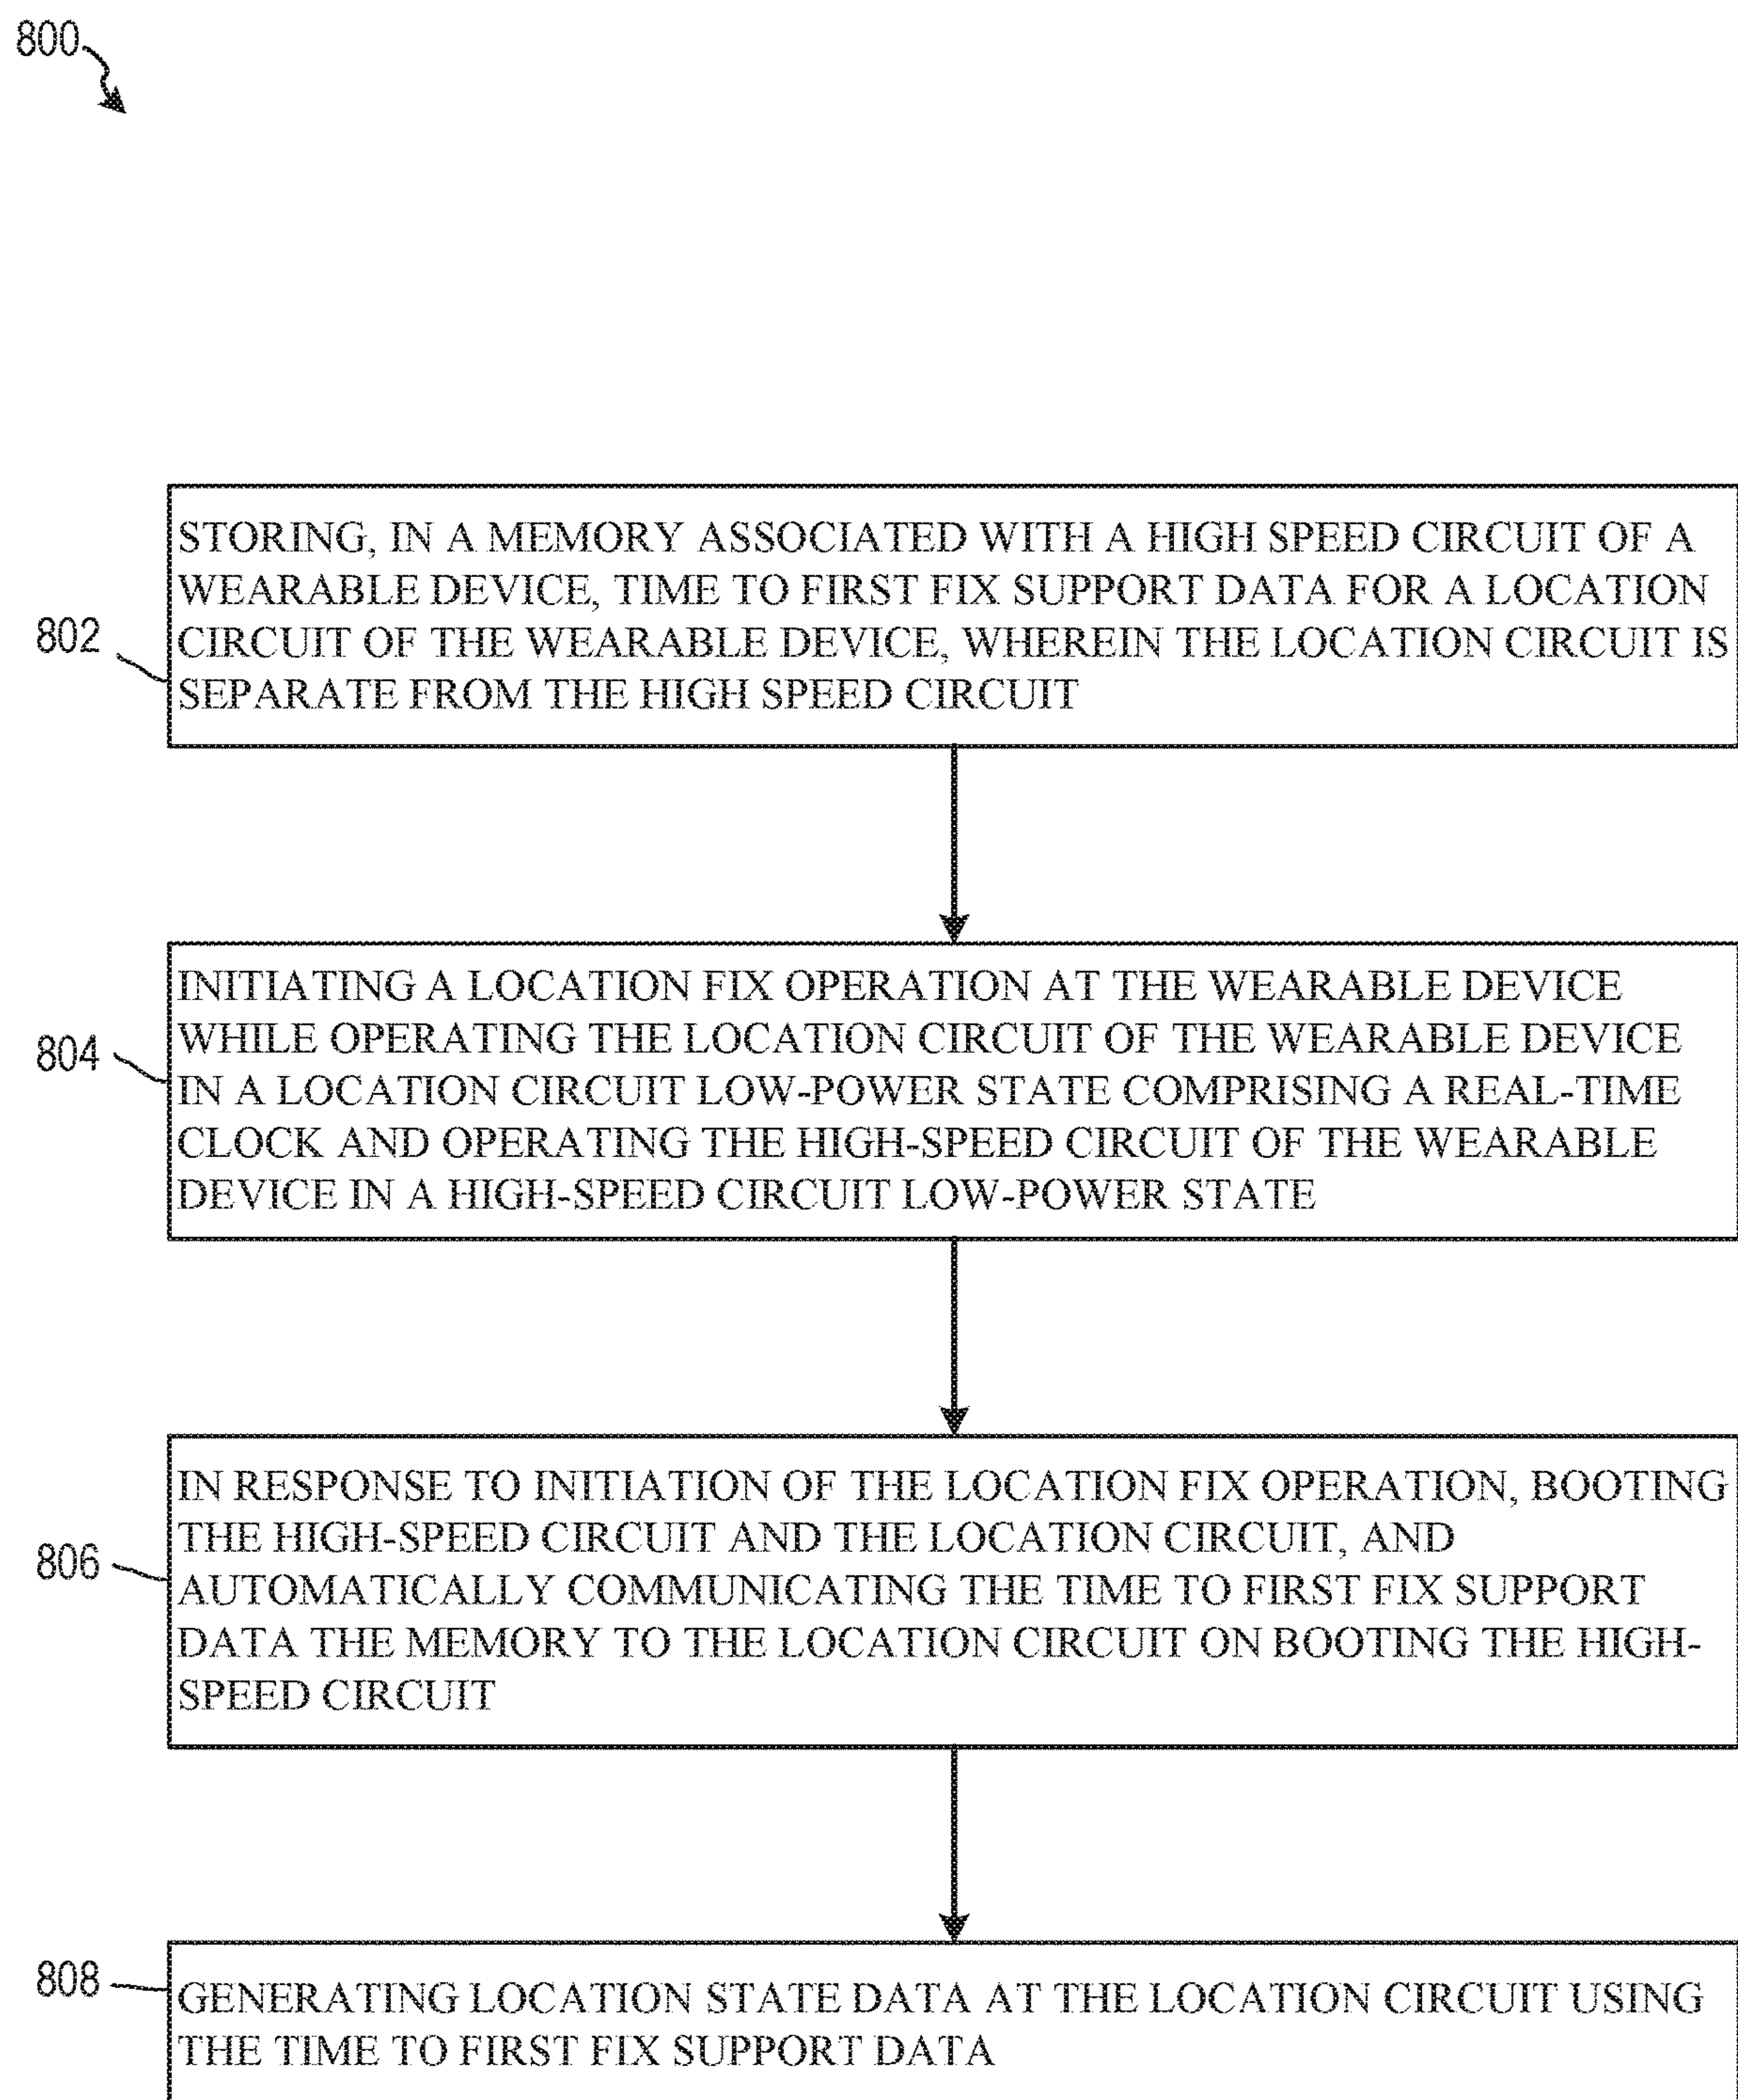 800
STORING, IN A MEMORY ASSOCIATED WITH A HIGH SPEED CIRCUIT OF A
WEARABLE DEVICE, TIME TO FIRST FIX SUPPORT DATA FOR A LOCATION
802
CIRCUIT OF THE WEARABLE DEVICE, WHEREIN THE LOCATION CIRCUIT IS
SEPARATE FROM THE HIGH SPEED CIRCUIT
INITIATING A LOCATION FIX OPERATION AT THE WEARABLE DEVICE
WHILE OPERATING THE LOCATION CIRCUIT OF THE WEARABLE DEVICE
804
IN A LOCATION CIRCUIT LOW-POWER STATE COMPRISING A REAL-TIME
CLOCK AND OPERATING THE HIGH-SPEED CIRCUIT OF THE WEARABLE
DEVICE IN A HIGH-SPEED CIRCUIT LOW-POWER STATE
IN RESPONSE TO INITIATION OF THE LOCATION FIX OPERATION, BOOTING
THE HIGH-SPEED CIRCUIT AND THE LOCATION CIRCUIT, AND
806
AUTOMATICALLY COMMUNICATING THE TIME TO FIRST FIX SUPPORT
DATA THE MEMORY TO THE LOCATION CIRCUIT ON BOOTING THE HIGH-
SPEED CIRCUIT
808
GENERATING LOCATION STATE DATA AT THE LOCATION CIRCUIT USING
THE TIME TO FIRST FIX SUPPORT DATA